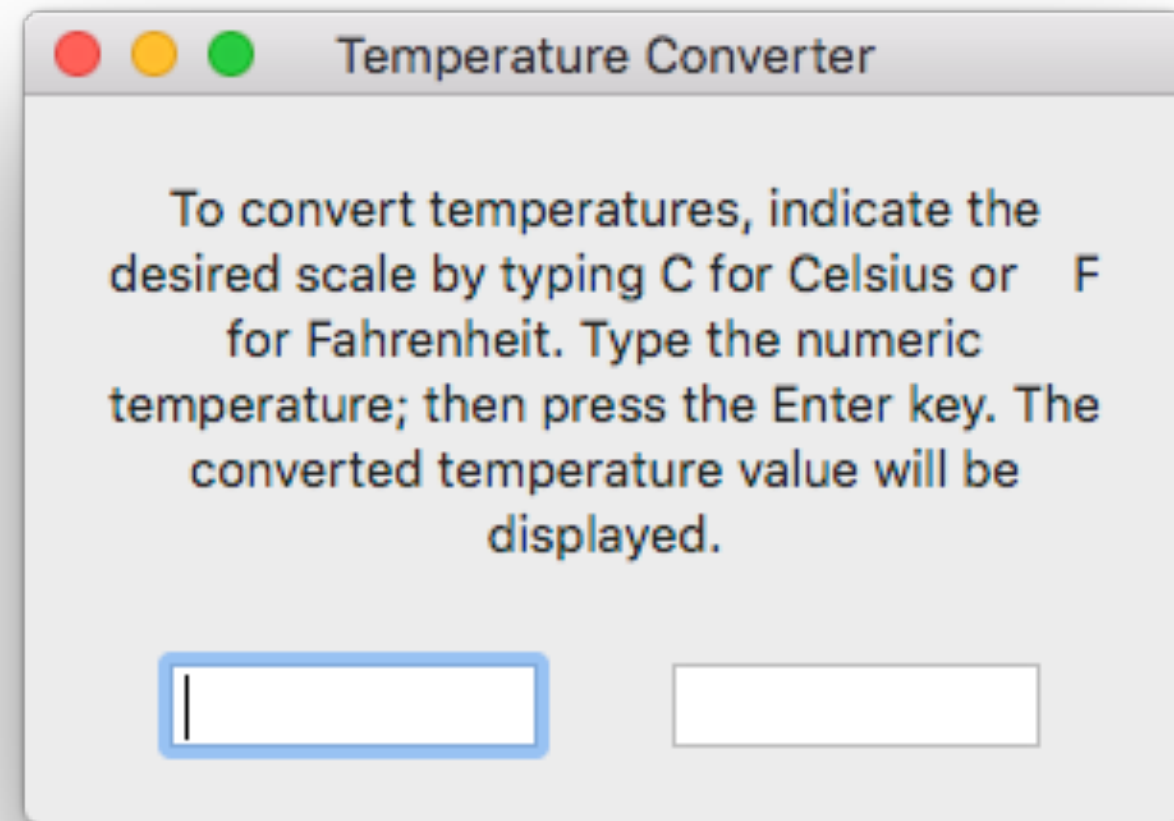 Temperature Converter
To convert temperatures, indicate the
desired scale by typing C for Celsius or    F
for Fahrenheit. Type the numeric
temperature; then press the Enter key. The
converted temperature value will be
displayed.